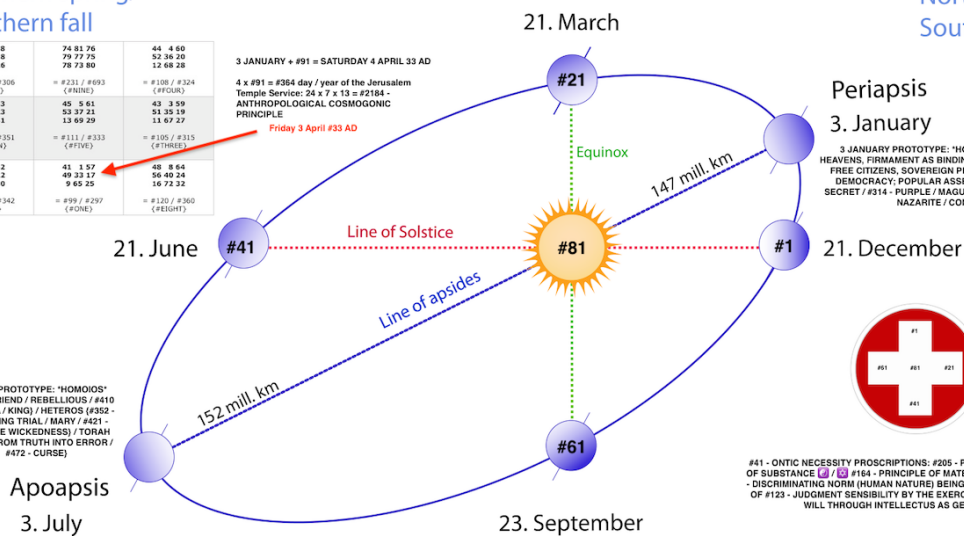 thern fall
Sout
21. March
74 81 76 44 4 60
79 77 75 52 36 20
78 73 80 12 68 28
#306 = #231 / #693 = #108 / #324
{#NINE} {#FOUR}
45 5 61 43 3 59
53 37 21 51 35 19
13 69 29 11 67 27
#351 = #111 / #333 = #105 / #315
{#FIVE} {#THREE}
41 1 57 48 8 64
49 33 17 56 40 24
9 65 25 16 72 32
#342 = #99 / #297 = #120 / #360
{#ONE} {#EIGHT}
3 JANUARY + #91 = SATURDAY 4 APRIL 33 AD
4 x #91 = #364 day / year of the Jerusalem
Temple Service: 24 x 7 x 13 = #2184 -
ANTHROPOLOGICAL COSMOGONIC
PRINCIPLE
Friday 3 April #33 AD
#21
Equinox
147 mill. km
Periapsis
3. January
3 JANUARY PROTOTYPE: "H
HEAVENS, FIRMAMENT AS BINDIN
FREE CITIZENS, SOVEREIGN P
DEMOCRACY; POPULAR ASSE
SECRET / #314 - PURPLE / MAGU
NAZARITE / CO
21. June
#41
Line of Solstice
#81
#1
21. December
Line of apsides
152 mill. km
#1
#61 #81 #21
#41
PROTOTYPE: "HOMOIOS"
RIEND / REBELLIOUS / #410
/ KING} / HETEROS {#352 -
NG TRIAL / MARY / #421 -
E WICKEDNESS} / TORAH
ROM TRUTH INTO ERROR /
#472 - CURSE}
#61
Apoapsis
3. July
23. September
#41 - ONTIC NECESSITY PROSCRIPTIONS: #205 - P
OF SUBSTANCE / #164 - PRINCIPLE OF MATE
- DISCRIMINATING NORM (HUMAN NATURE) BEING
OF #123 - JUDGMENT SENSIBILITY BY THE EXERC
WILL THROUGH INTELLECTUS AS GE